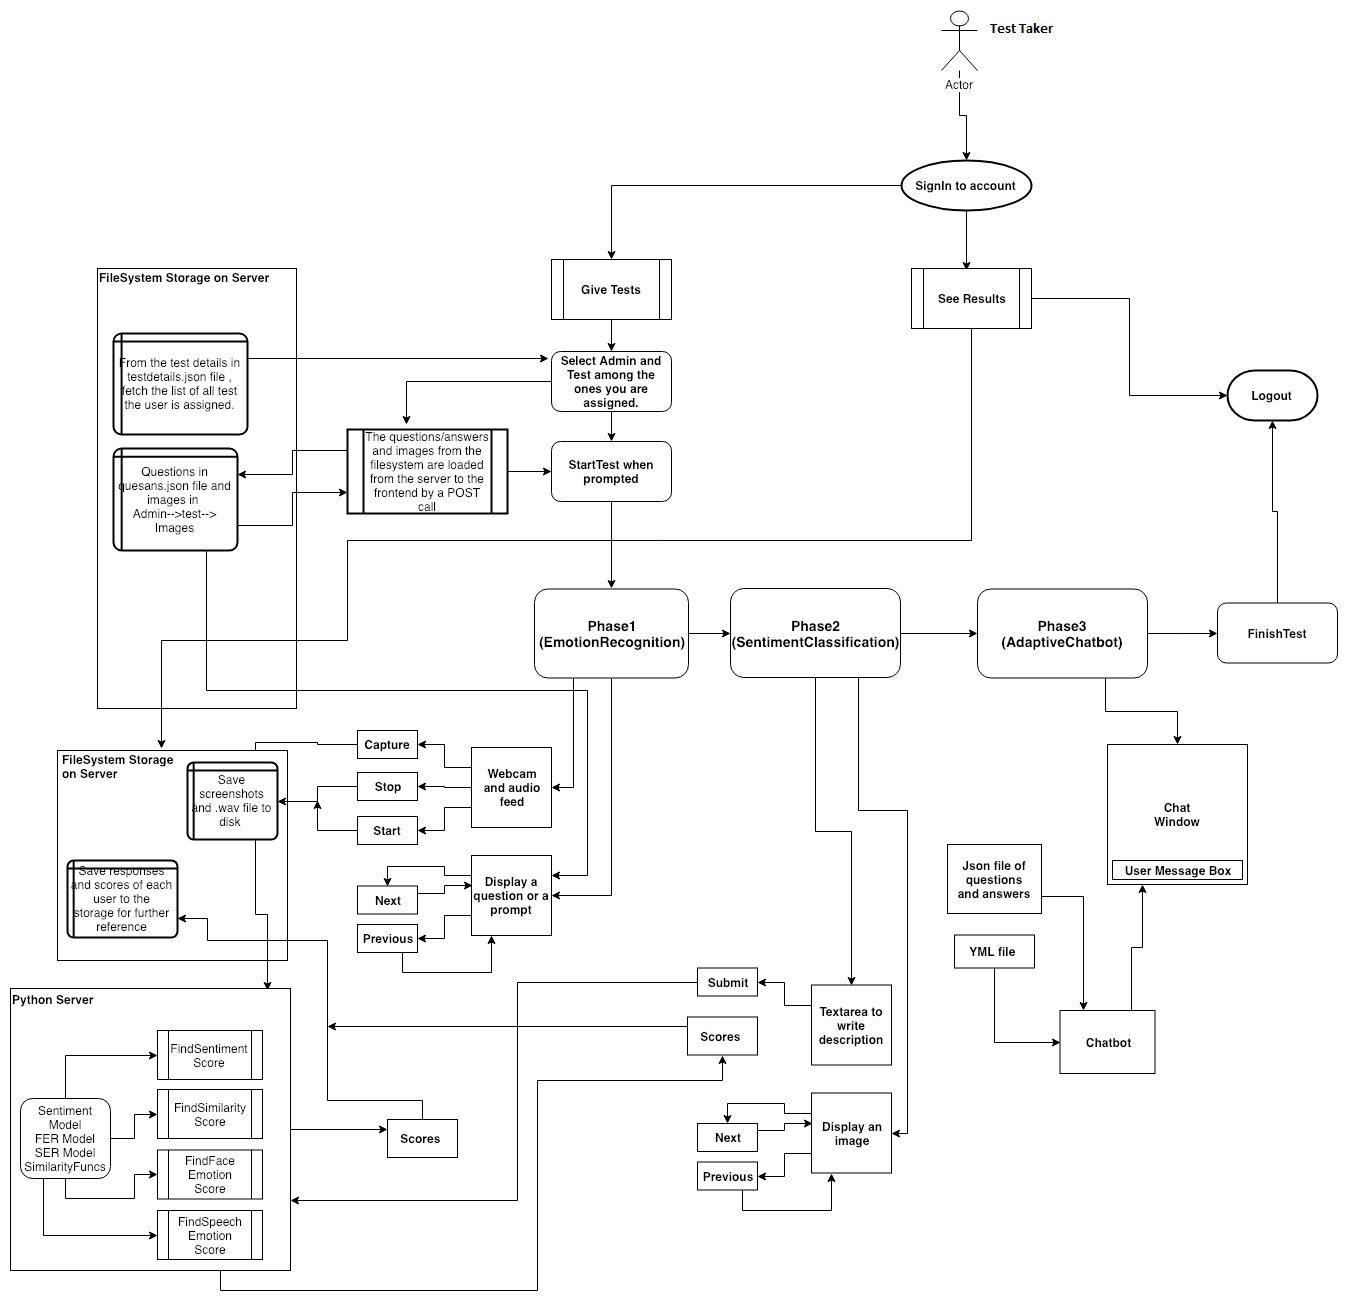 Test Taker
Actor
SignIn to account
Give Tests
See Results
FileSystem Storage on Server
From the test details in
testdetails.json file ,
fetch the list of all test
the user is assigned.
Select Admin and
Test among the
ones you are
assigned.
Logout
The questions/answers
and images from the
filesystem are loaded
from the server to the
frontend by a POST
call
StartTest when
prompted
Questions in
quesans.json file and
images in
Admin-->test-->
Images
Phase1
(EmotionRecognition)
Phase2
(SentimentClassification)
Phase3
(AdaptiveChatbot)
FinishTest
FileSystem Storage
on Server
Save
screenshots
and .wav file to
disk
Capture
Stop
Start
Webcam
and audio
feed
Chat
Window
User Message Box
Save responses
and scores of each
user to the
storage for further
reference
Next
Previous
Display a
question or a
prompt
Json file of
questions
and answers
YML file
Chatbot
Submit
Scores
Textarea to
write
description
Python Server
FindSentiment
Score
FindSimilarity
Score
FindFace
Emotion
Score
FindSpeech
Emotion
Score
Sentiment
Model
FER Model
SER Model
SimilarityFuncs
Scores
Next
Previous
Display an
image